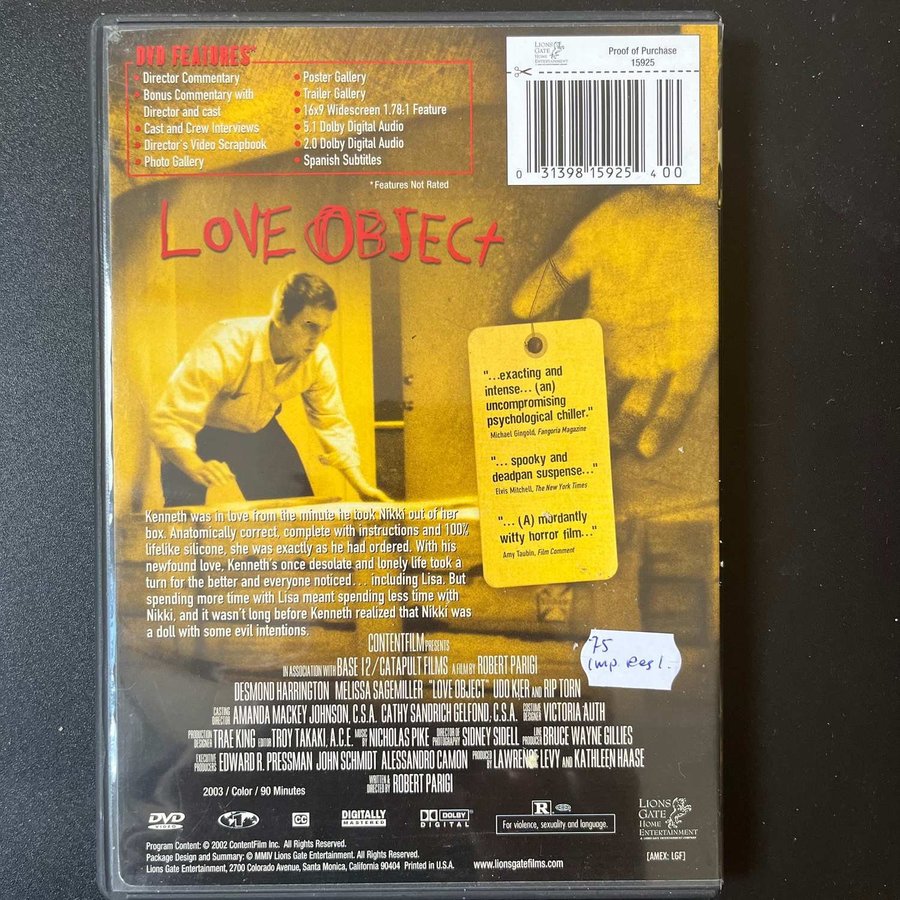 DVD FEATURES*
• Director Commentary
• Bonus Commentary with
Director and cast
• Cast and Crew Interviews
• Director's Video Scrapbook
• Photo Gallery
• Poster Gallery
• Trailer Gallery
• 16x9 Widescreen 1.78:1 Feature
• 5.1 Dolby Digital Audio
• 2.0 Dolby Digital Audio
• Spanish Subtitles
*Features Not Rated
LIONS
GATE
HOME
ENTERTAINMENT
Proof of Purchase
15925
0 31398 15925 4 00
LOVE OBJECT
"...exacting and
intense... (an)
uncompromising
psychological chiller."
Michael Gingold, Fangoria Magazine
"... spooky and
deadpan suspense..."
Elvis Mitchell, The New York Times
"... (A) mordantly
witty horror film..."
Amy Taubin, Film Comment
Kenneth was in love from the minute he took Nikki out of her
box. Anatomically correct, complete with instructions and 100%
lifelike silicone, she was exactly as he had ordered. With his
newfound love, Kenneth's once desolate and lonely life took a
turn for the better and everyone noticed... including Lisa. But
spending more time with Lisa meant spending less time with
Nikki, and it wasn't long before Kenneth realized that Nikki was
a doll with some evil intentions.
75
CONTENTFILM PRESENTS
IN ASSOCIATION WITH BASE 12/CATAPULT FILMS A FILM BY ROBERT PARIGI
DESMOND HARRINGTON MELISSA SAGEMILLER "LOVE OBJECT" UDO KIER AND RIP TORN
CASTING DIRECTOR AMANDA MACKEY JOHNSON, C.S.A. CATHY SANDRICH GELFOND, C.S.A. COSTUME DESIGNER VICTORIA AUTH
PRODUCTION DESIGNER TRAE KING EDITOR TROY TAKAKI, A.C.E. MUSIC BY NICHOLAS PIKE DIRECTOR OF PHOTOGRAPHY SIDNEY SIDELL LINE PRODUCER BRUCE WAYNE GILLIES
EXECUTIVE PRODUCERS EDWARD R. PRESSMAN JOHN SCHMIDT ALESSANDRO CAMON PRODUCED BY LAWRENCE LEVY AND KATHLEEN HAASE
WRITTEN & DIRECTED BY ROBERT PARIGI
2003 / Color / 90 Minutes
DVD
VIDEO
CC
DIGITALLY
MASTERED
DOLBY
DIGITAL
R
For violence, sexuality and language.
LIONS
GATE
HOME
ENTERTAINMENT
Program Content: © 2002 ContentFilm Inc. All Rights Reserved.
Package Design and Summary: © MMIV Lions Gate Entertainment. All Rights Reserved.
Lions Gate Entertainment, 2700 Colorado Avenue, Santa Monica, California 90404 Printed in U.S.A.
www.lionsgatefilms.com
[AMEX: LGF]